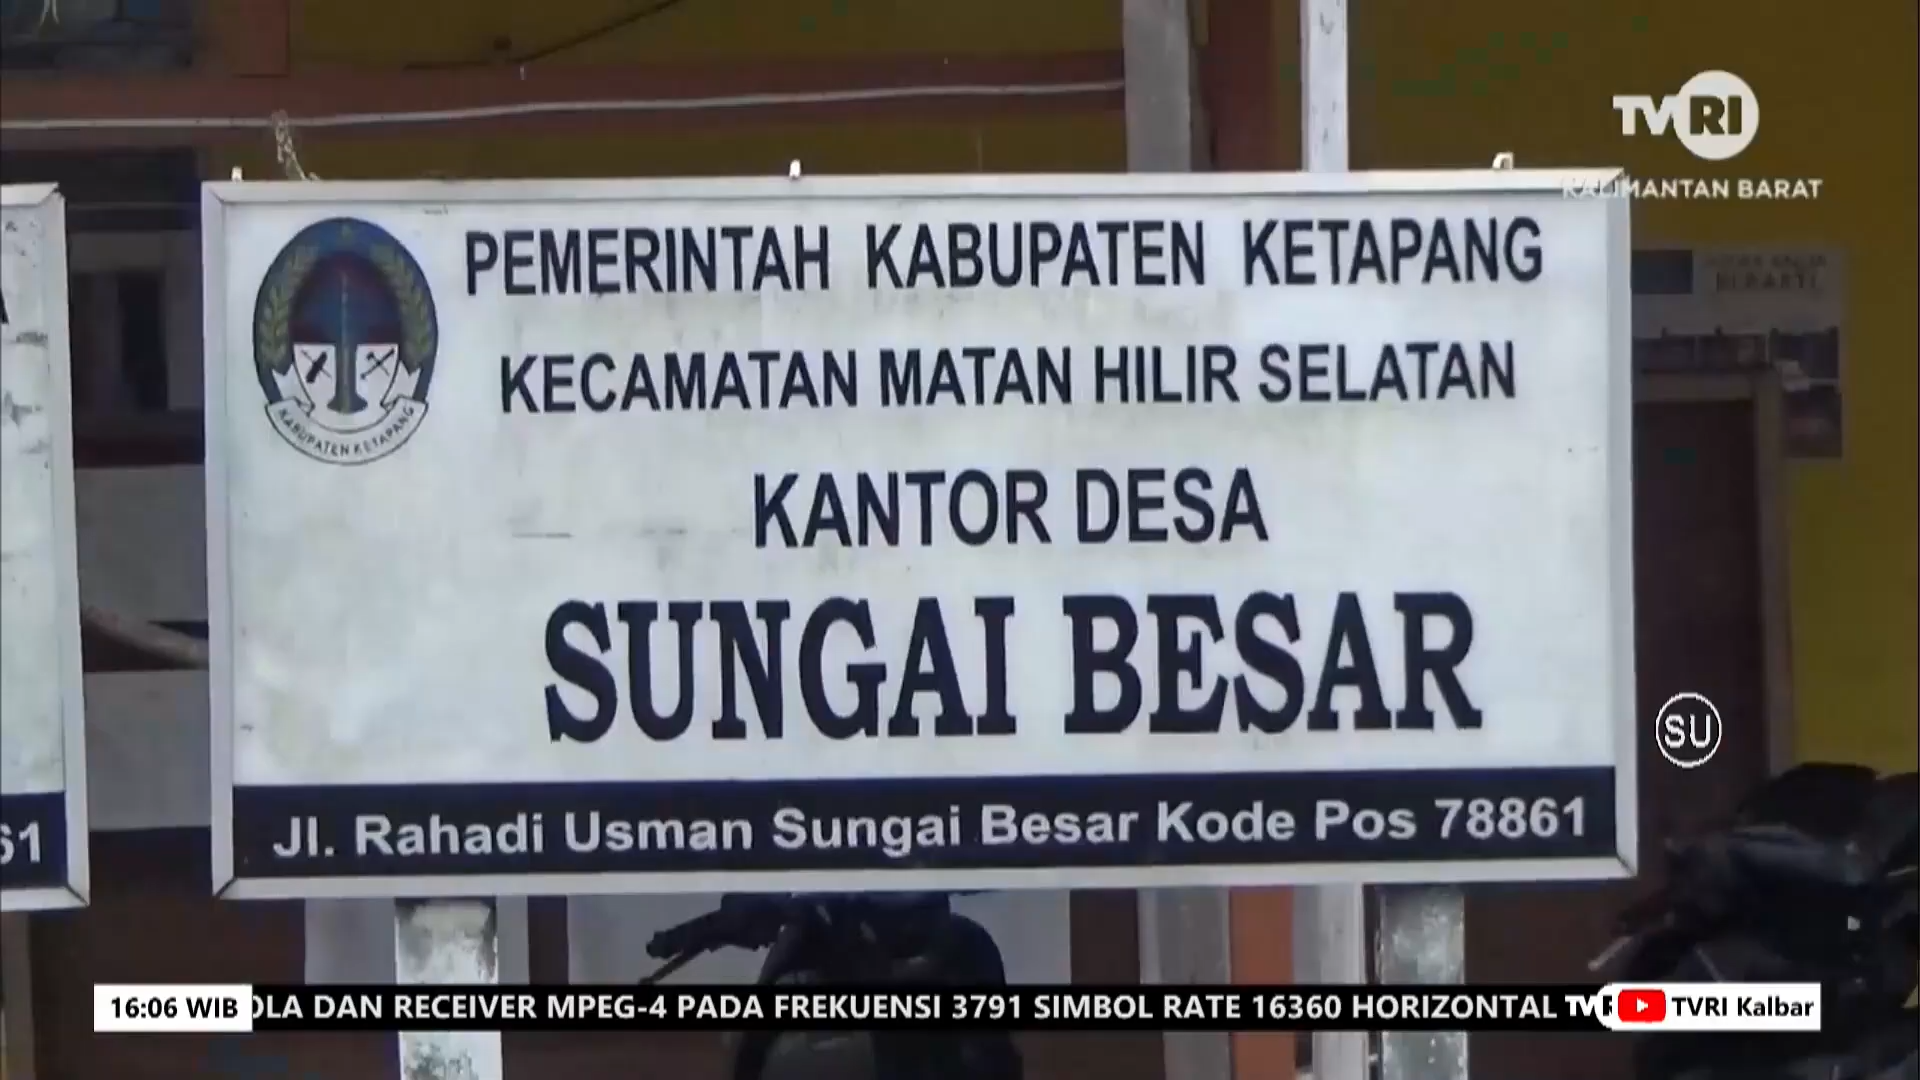 TVRI
KALIMANTAN BARAT
PEMERINTAH KABUPATEN KETAPANG
KECAMATAN MATAN HILIR SELATAN
KABUPATEN KETAPANG
KANTOR DESA
SUNGAI BESAR
SU
Jl. Rahadi Usman Sungai Besar Kode Pos 78861
61
16:06 WIB
OLA DAN RECEIVER MPEG-4 PADA FREKUENSI 3791 SIMBOL RATE 16360 HORIZONTAL
TVRI Kalbar